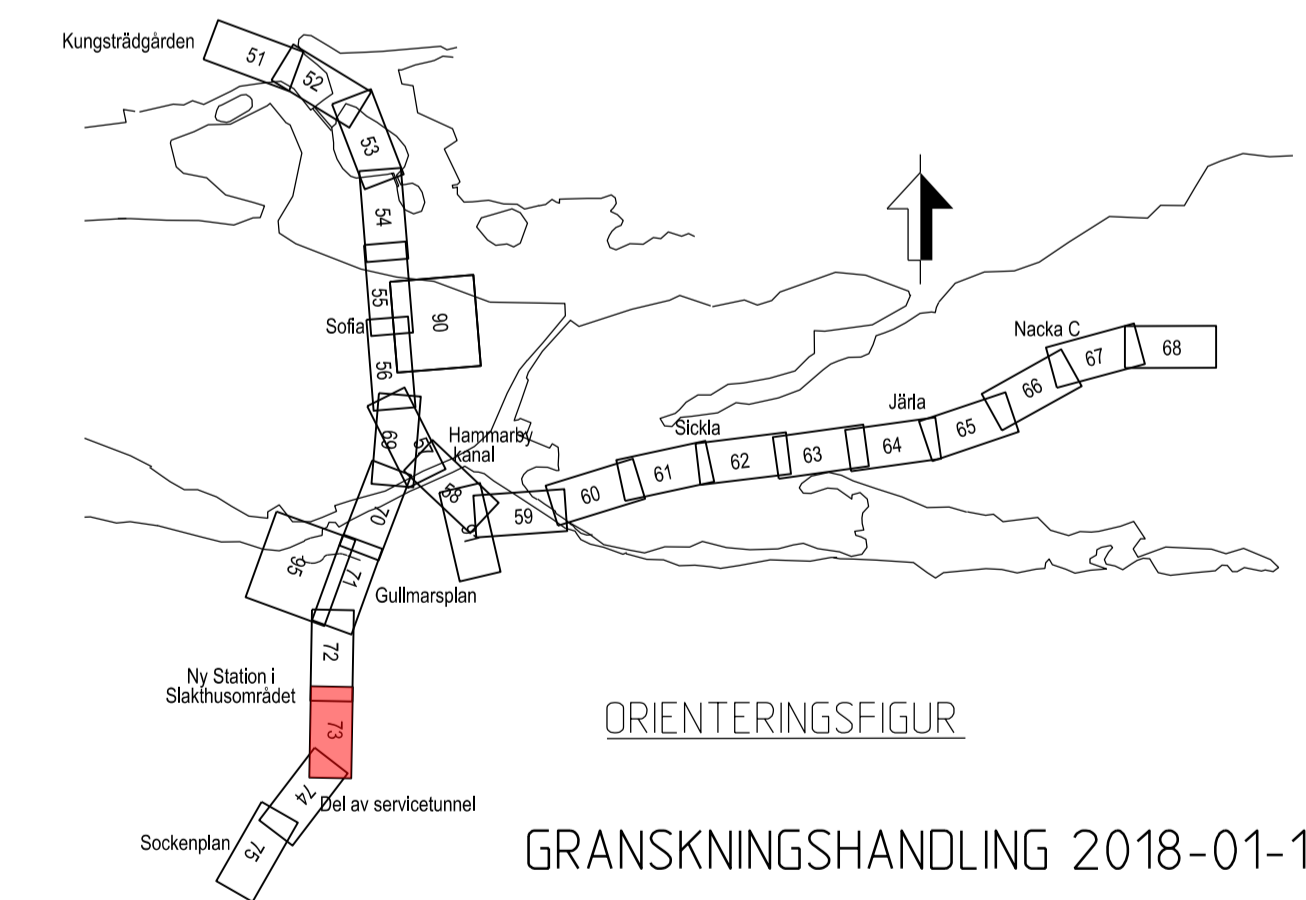 Kungsträdgården
51
52
53
54
55
Sofia
90
56
Nacka C
67
68
66
Järla
65
Sickla
64
63
62
61
60
69
57
Hammarby
kanal
58
59
70
95
71
Gullmarsplan
72
Ny Station i
Slakthusområdet
73
ORIENTERINGSFIGUR
74
Del av servicetunnel
Sockenplan
75
GRANSKNINGSHANDLING 2018-01-1